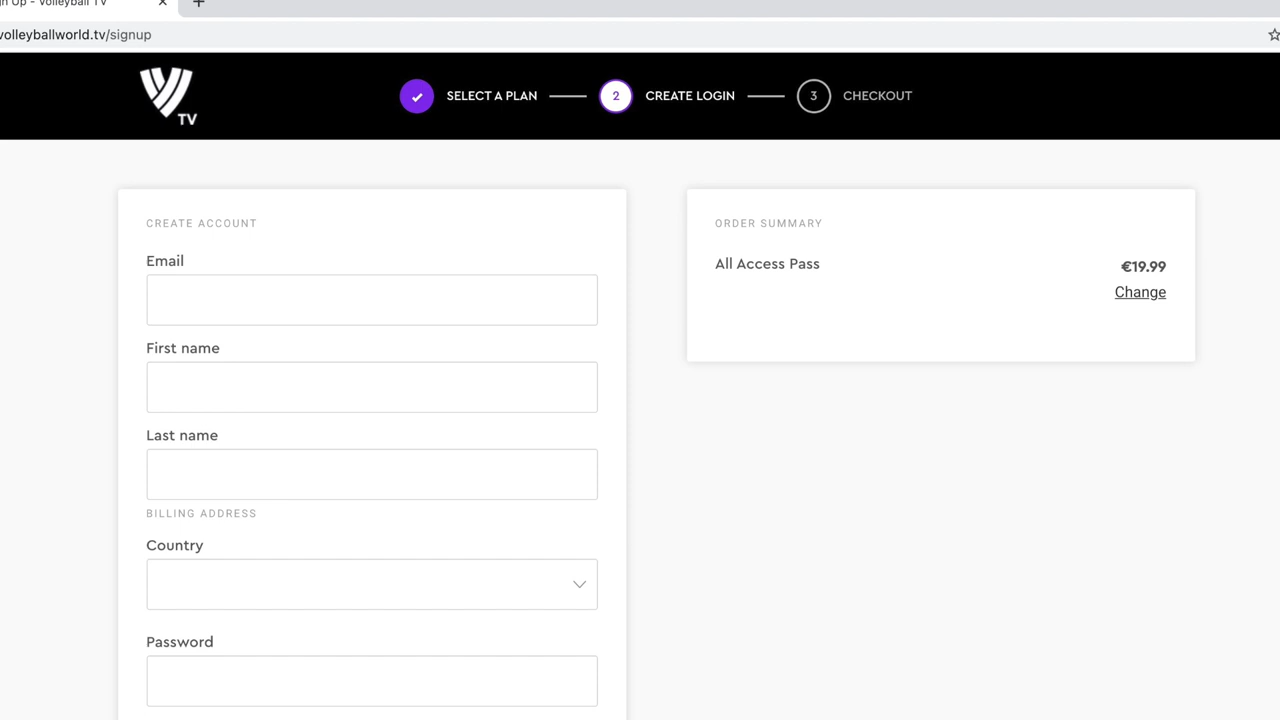 gn Up - Volleyball TV
volleyballworld.tv/signup
TV
SELECT A PLAN
2 CREATE LOGIN
3 CHECKOUT
CREATE ACCOUNT
Email
First name
Last name
BILLING ADDRESS
Country
Password
ORDER SUMMARY
All Access Pass €19.99
Change